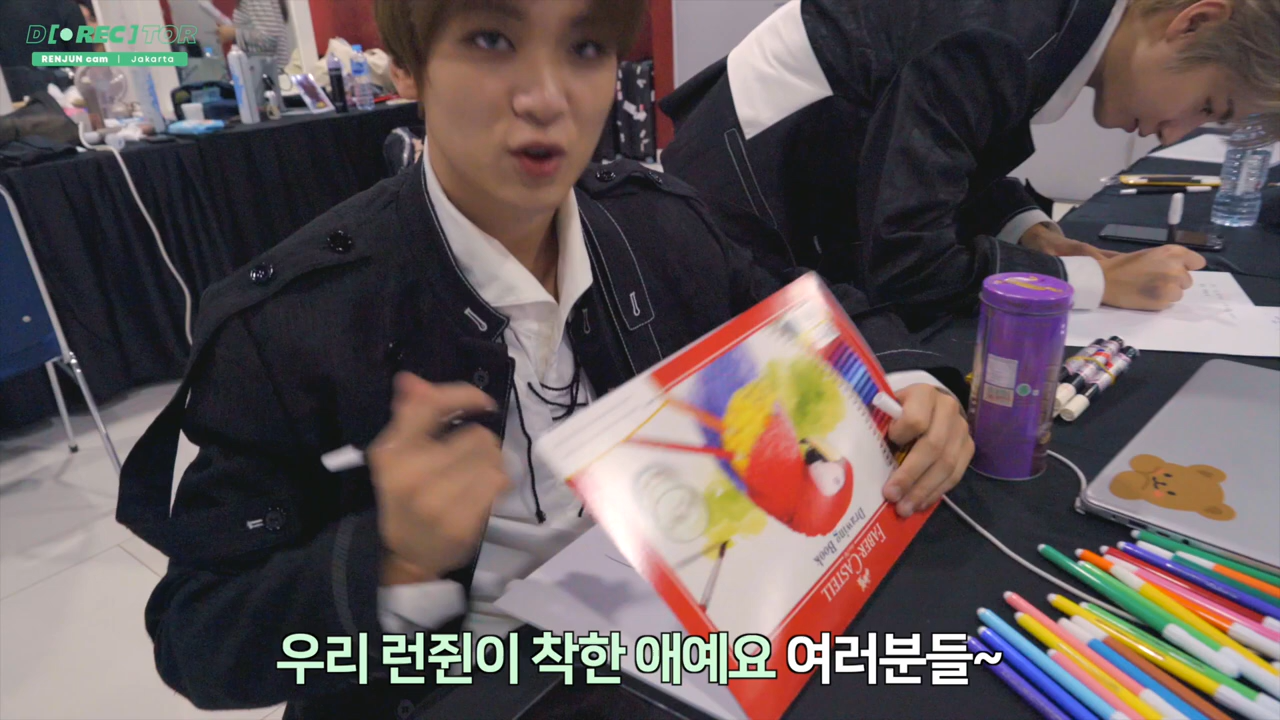 D[●REC]TOR
RENJUN cam | Jakarta
FABER-CASTELL
Drawing Book
우리 런쥔이 착한 애예요 여러분들~